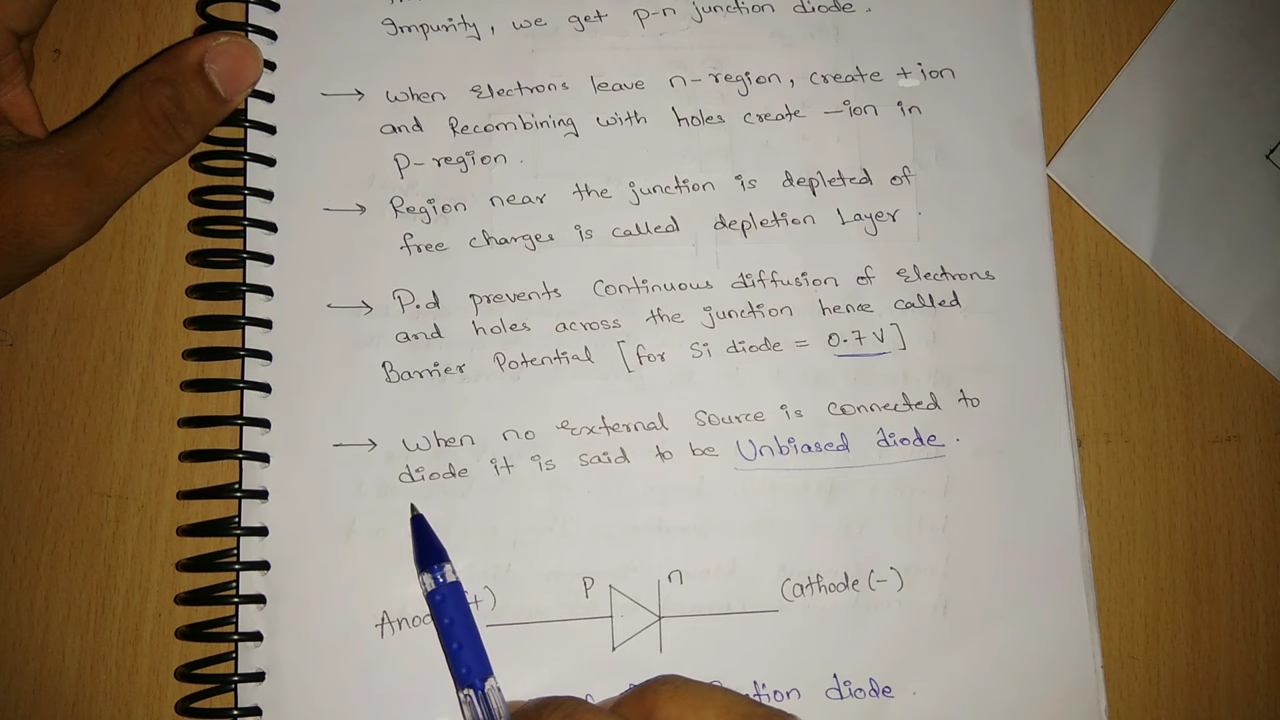 Impurity, we get p-n junction diode.
→ When Electrons leave n-region, create +ion
and Recombining with holes create -ion in
p-region.
→ Region near the junction is depleted of
free charges is called depletion Layer.
→ P.d prevents continuous diffusion of Electrons
and holes across the junction hence called
Barrier Potential [for Si diode = 0.7 V]
→ When no External source is connected to
diode it is said to be Unbiased diode.
P n
Cathode (-)
diode.